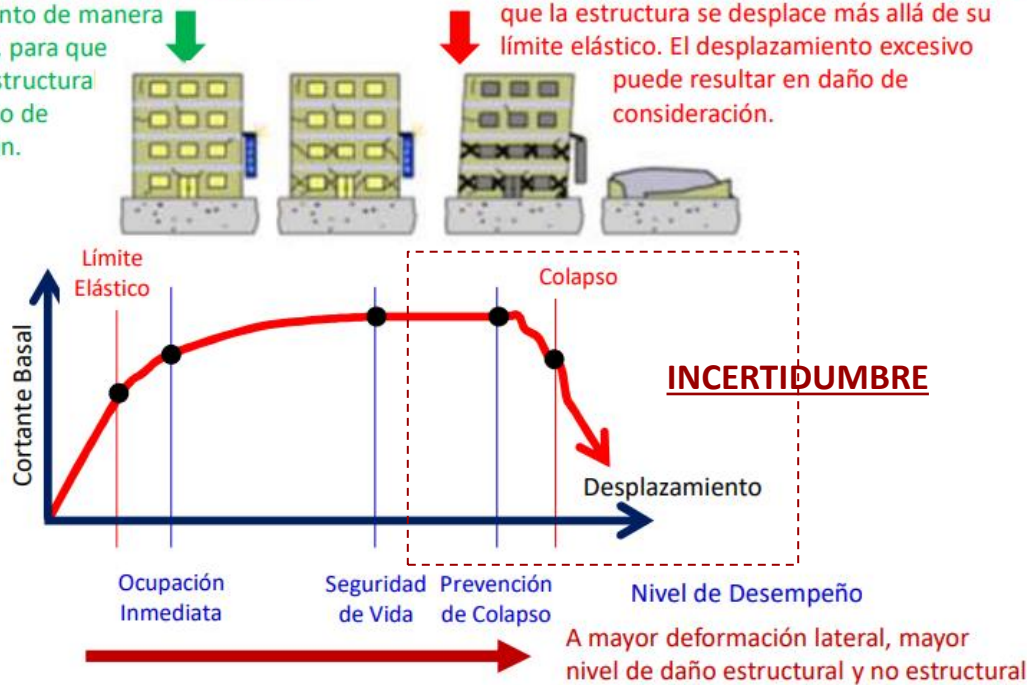 nto de manera
para que
structura
o de
n.
que la estructura se desplace más allá de su
límite elástico. El desplazamiento excesivo
puede resultar en daño de
consideración.
Límite
Elástico
Colapso
Cortante Basal
INCERTIDUMBRE
Desplazamiento
Ocupación
Inmediata
Seguridad
de Vida
Prevención
de Colapso
Nivel de Desempeño
A mayor deformación lateral, mayor
nivel de daño estructural y no estructural